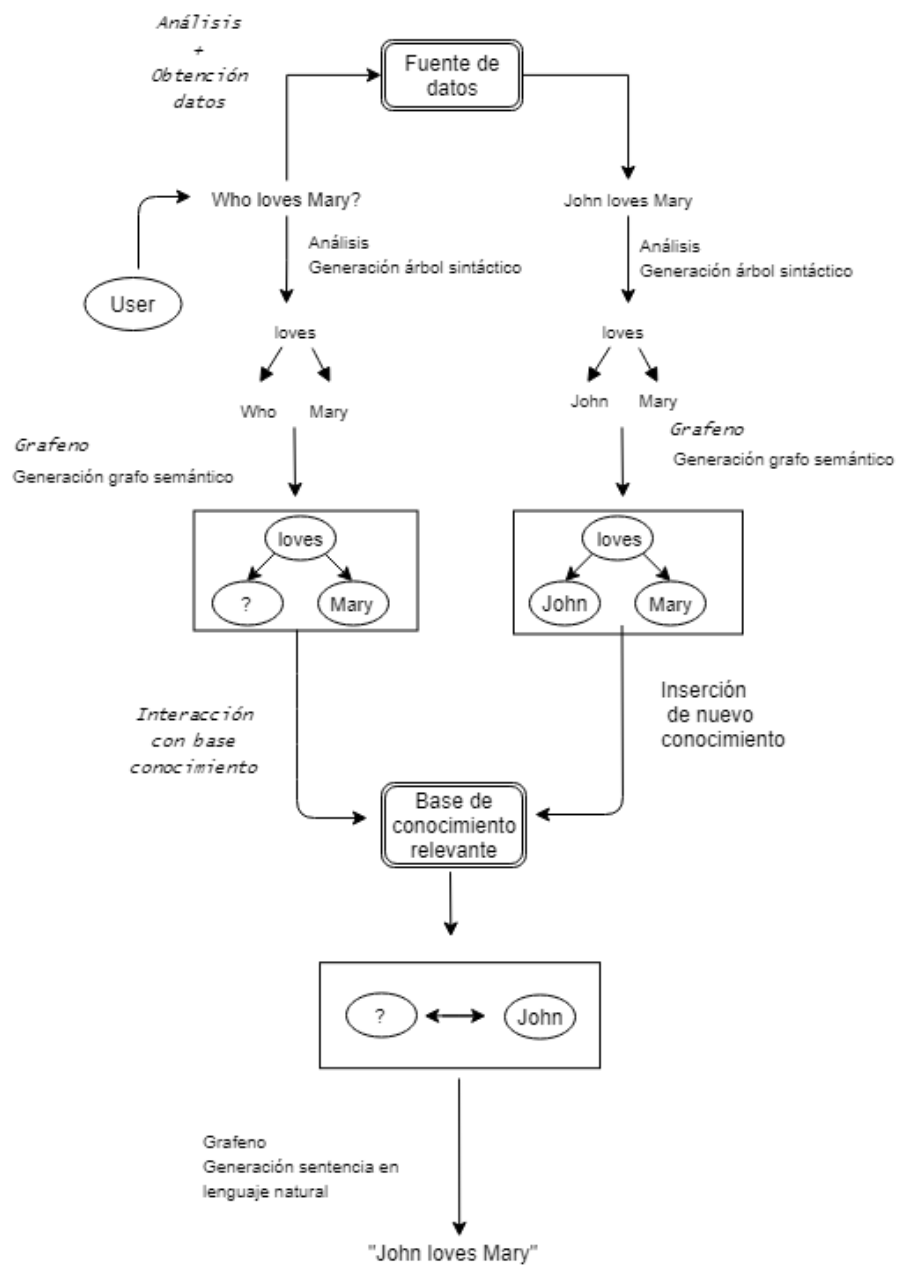 Análisis
+
Obtención
datos
Fuente de
datos
Who loves Mary?
John loves Mary
Análisis
Generación árbol sintáctico
Análisis
Generación árbol sintáctico
User
loves
loves
Who
Mary
John
Mary
Grafeno
Generación grafo semántico
Grafeno
Generación grafo semántico
loves
?
Mary
loves
John
Mary
Interacción
con base
conocimiento
Inserción
de nuevo
conocimiento
Base de
conocimiento
relevante
?
John
Grafeno
Generación sentencia en
lenguaje natural
"John loves Mary"